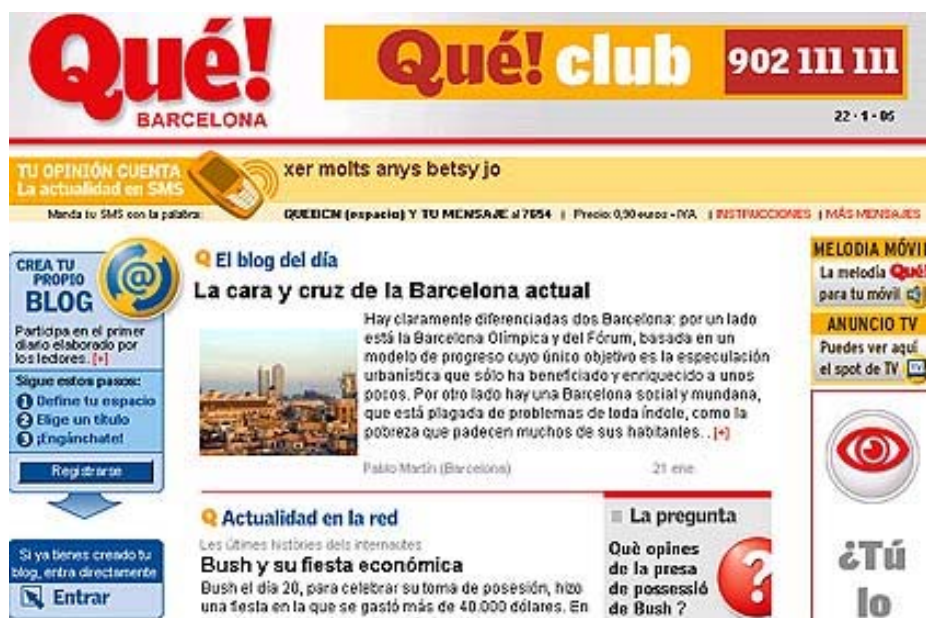 Qué!
BARCELONA
Qué! club 902 111 111
22 · 1 · 05
TU OPINIÓN CUENTA
La actualidad en SMS
xer molts anys betsy jo
Manda tu SMS con la palabra:
QUEBCN (espacio) Y TU MENSAJE al 7654 | Precio: 0,90 euros + IVA | INSTRUCCIONES | MÁS MENSAJES
CREA TU
PROPIO
BLOG
Participa en el primer
diario elaborado por
los lectores. [+]
Sigue estos pasos:
1 Define tu espacio
2 Elige un título
3 ¡Engánchate!
Registrarse
Si ya tienes creado tu
blog, entra directamente
Entrar
El blog del día
La cara y cruz de la Barcelona actual
Hay claramente diferenciadas dos Barcelona: por un lado
está la Barcelona Olímpica y del Fórum, basada en un
modelo de progreso cuyo único objetivo es la especulación
urbanística que sólo ha beneficiado y enriquecido a unos
pocos. Por otro lado hay una Barcelona social y mundana,
que está plagada de problemas de toda índole, como la
pobreza que padecen muchos de sus habitantes. . [+]
Pablo Martín (Barcelona) 21 ene
Actualidad en la red
Les últimes històries dels internautes
Bush y su fiesta económica
Bush el día 20, para celebrar su toma de posesión, hizo
una fiesta en la que se gastó más de 40.000 dólares. En
La pregunta
Què opines
de la presa
de possessió
de Bush ?
?
MELODIA MÓVIL
La melodía Qué!
para tu móvil
ANUNCIO TV
Puedes ver aquí
el spot de TV
¿Tú
lo